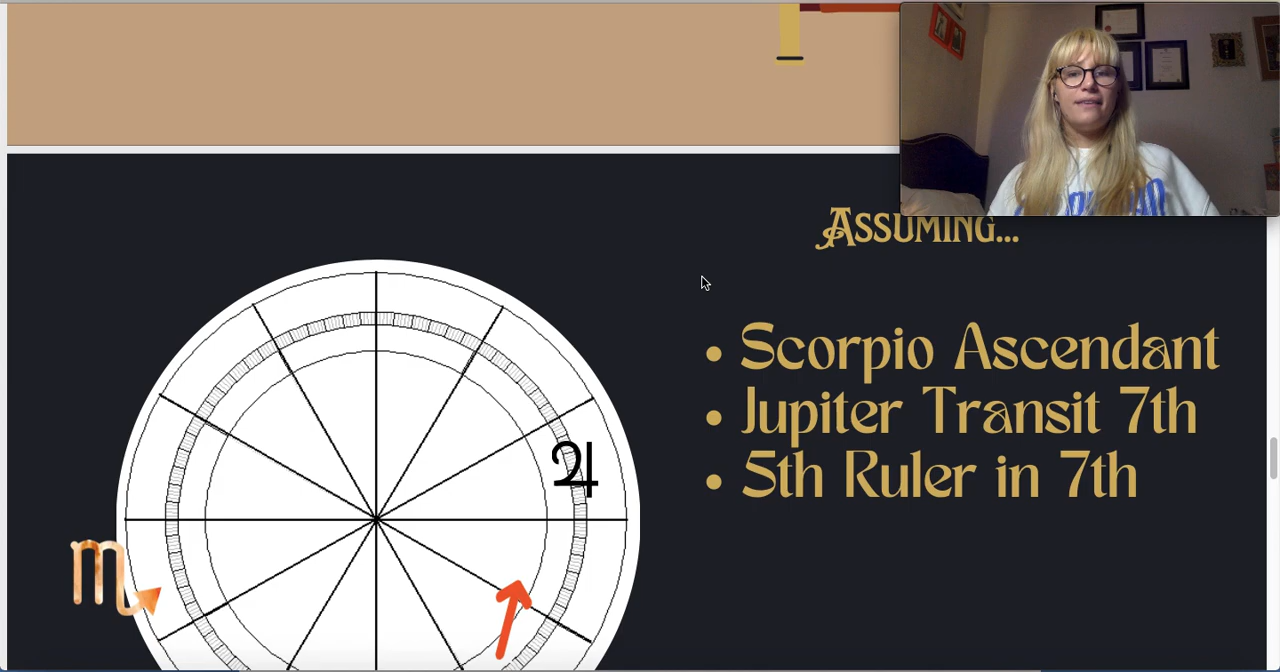 Assuming...
• Scorpio Ascendant
• Jupiter Transit 7th
• 5th Ruler in 7th